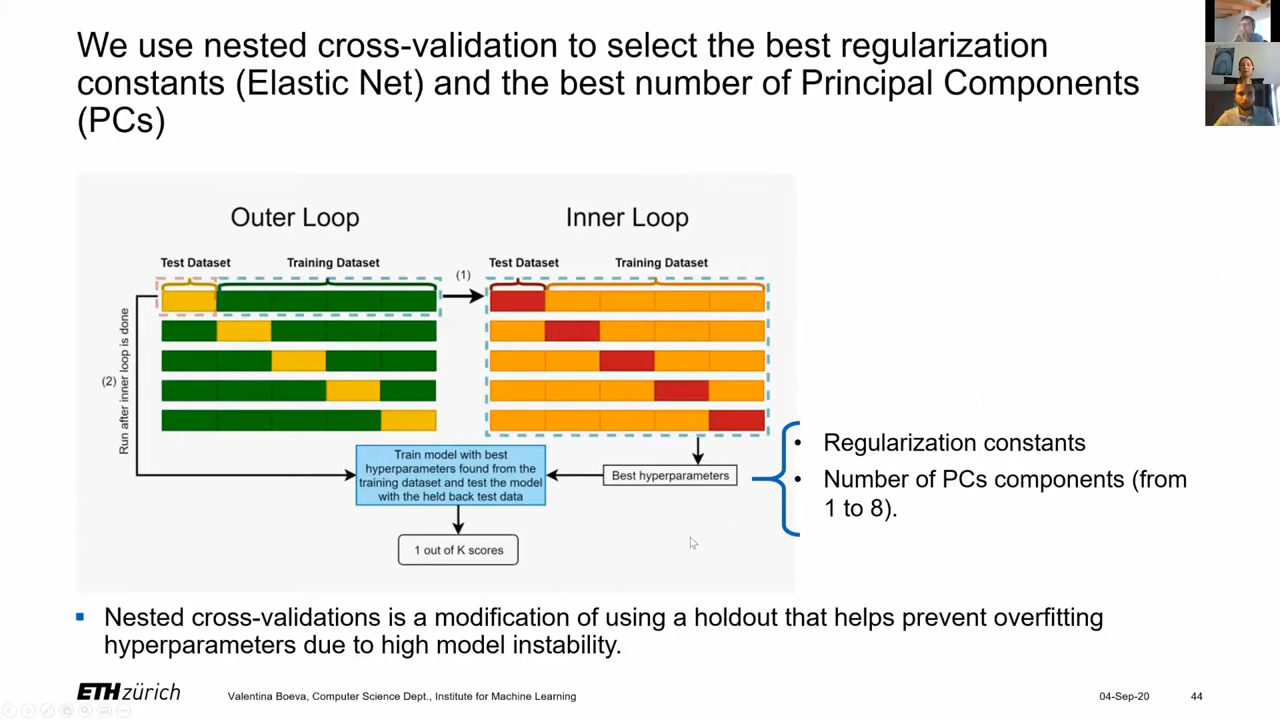 We use nested cross-validation to select the best regularization
constants (Elastic Net) and the best number of Principal Components
(PCs)
Outer Loop
Inner Loop
Test Dataset
Training Dataset
(1)
Test Dataset
Training Dataset
(2)
Run after inner loop is done
Train model with best
hyperparameters found from the
training dataset and test the model
with the held back test data
Best hyperparameters
1 out of K scores
• Regularization constants
• Number of PCs components (from
1 to 8).
▪ Nested cross-validations is a modification of using a holdout that helps prevent overfitting
hyperparameters due to high model instability.
ETH zürich
Valentina Boeva, Computer Science Dept., Institute for Machine Learning
04-Sep-20
44